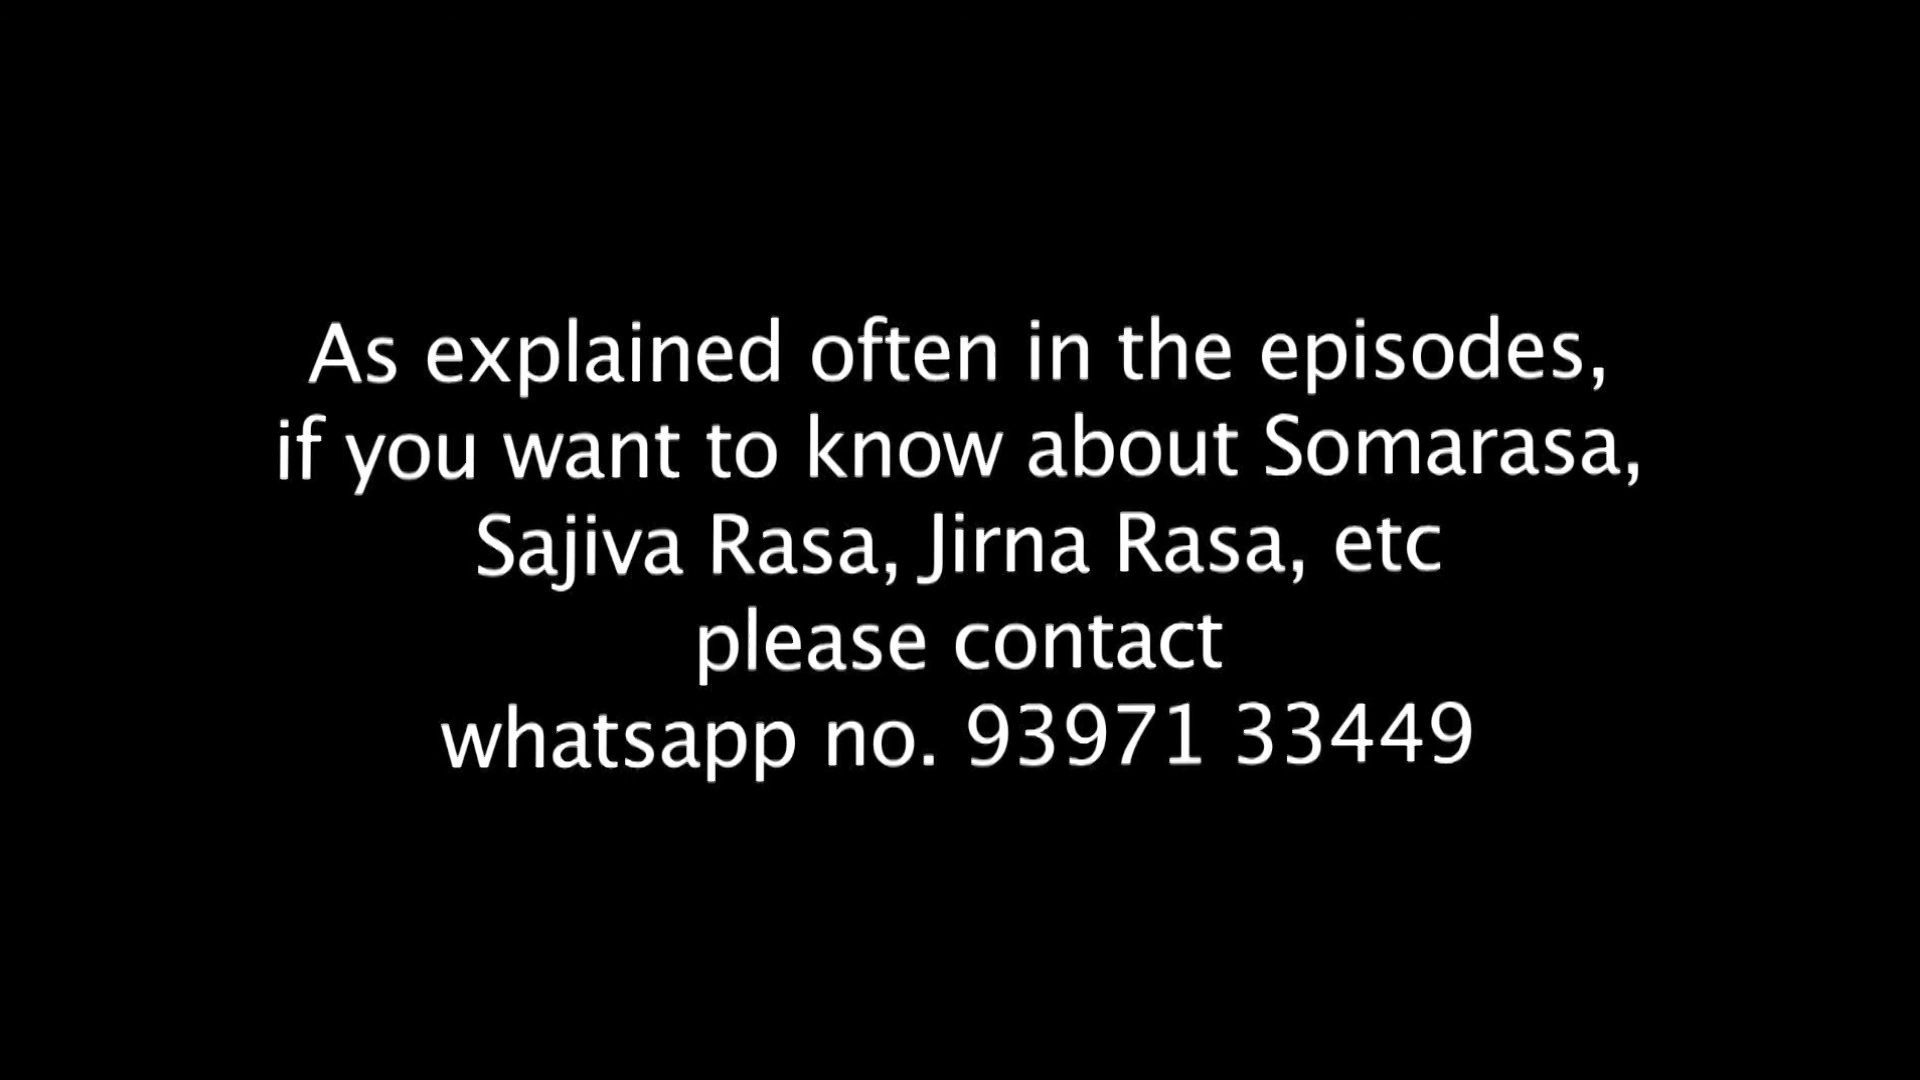 As explained often in the episodes,
if you want to know about Somarasa,
Sajiva Rasa, Jirna Rasa, etc
please contact
whatsapp no. 93971 33449